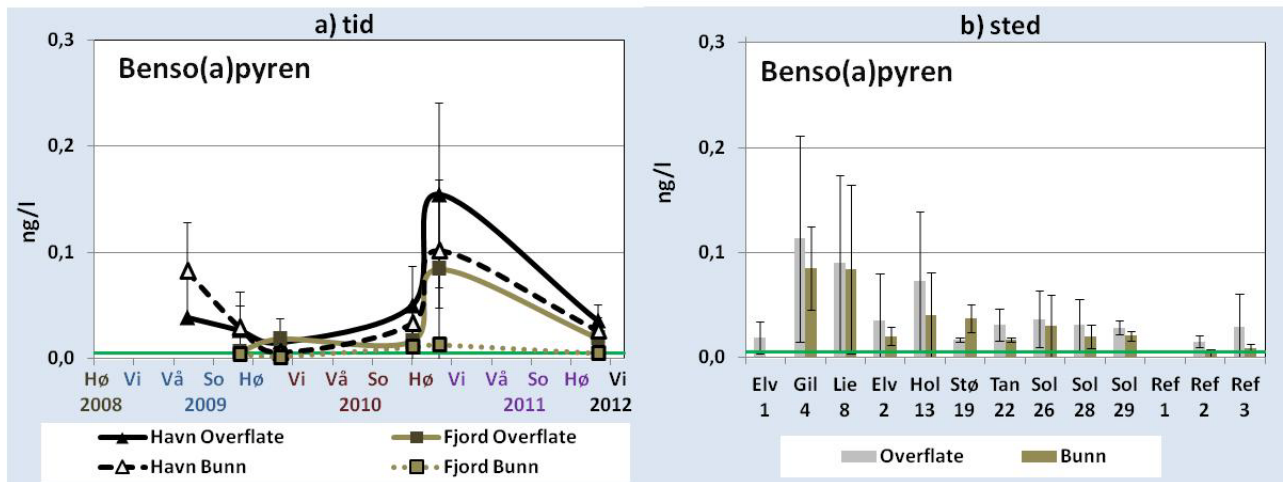 a) tid
Benso(a)pyren
0,3
0,2
0,1
0,0
ng/l
Hø Vi Vå So Hø Vi Vå So Hø Vi Vå So Hø Vi
2008 2009 2010 2011 2012
Havn Overflate Fjord Overflate
Havn Bunn Fjord Bunn
b) sted
Benso(a)pyren
0,3
0,2
0,1
0,0
ng/l
Elv Gil Lie Elv Hol Stø Tan Sol Sol Sol Ref Ref Ref
1 4 8 2 13 19 22 26 28 29 1 2 3
Overflate Bunn